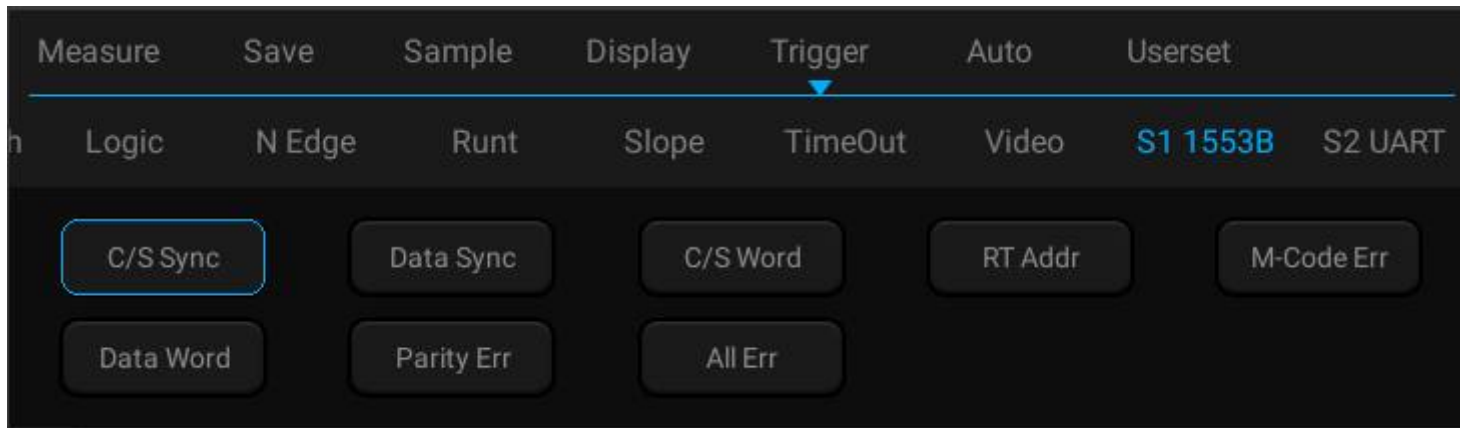 Measure Save Sample Display Trigger Auto Userset
h Logic N Edge Runt Slope TimeOut Video S1 1553B S2 UART
C/S Sync Data Sync C/S Word RT Addr M-Code Err
Data Word Parity Err All Err